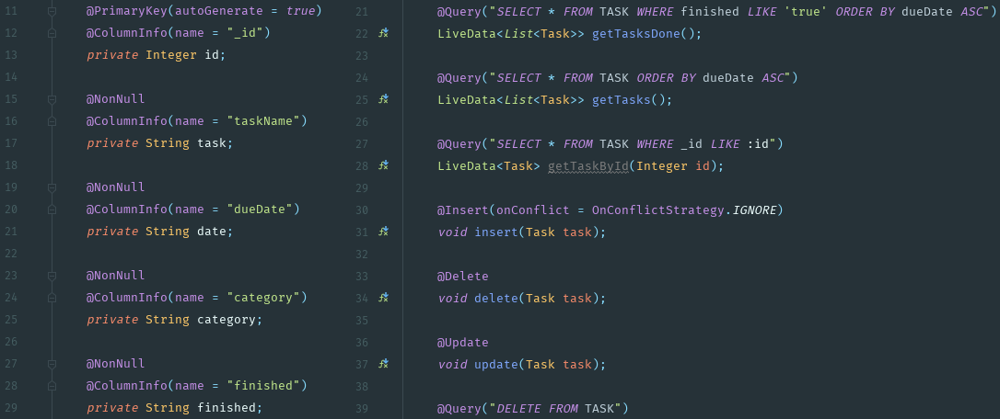 11 @PrimaryKey(autoGenerate = true)
12 @ColumnInfo(name = "_id")
13 private Integer id;
14
15 @NonNull
16 @ColumnInfo(name = "taskName")
17 private String task;
18
19 @NonNull
20 @ColumnInfo(name = "dueDate")
21 private String date;
22
23 @NonNull
24 @ColumnInfo(name = "category")
25 private String category;
26
27 @NonNull
28 @ColumnInfo(name = "finished")
29 private String finished;
21 @Query("SELECT * FROM TASK WHERE finished LIKE 'true' ORDER BY dueDate ASC")
22 LiveData<List<Task>> getTasksDone();
23
24 @Query("SELECT * FROM TASK ORDER BY dueDate ASC")
25 LiveData<List<Task>> getTasks();
26
27 @Query("SELECT * FROM TASK WHERE _id LIKE :id")
28 LiveData<Task> getTaskById(Integer id);
29
30 @Insert(onConflict = OnConflictStrategy.IGNORE)
31 void insert(Task task);
32
33 @Delete
34 void delete(Task task);
35
36 @Update
37 void update(Task task);
38
39 @Query("DELETE FROM TASK")